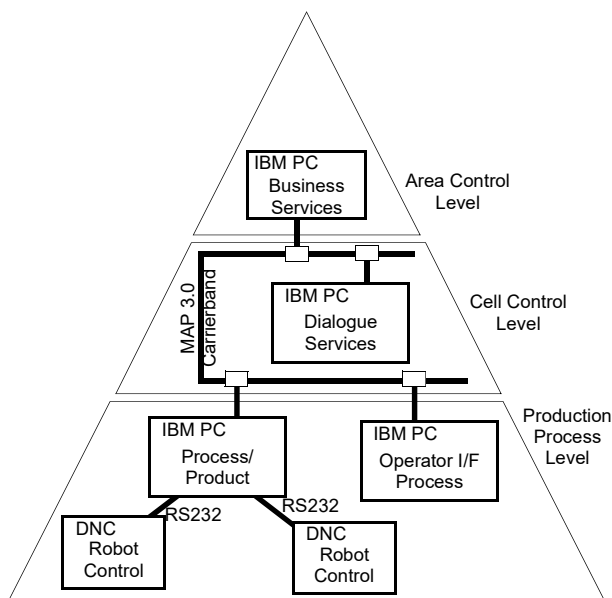 IBM PC
Business
Services
Area Control
Level
MAP 3.0
Carrierband
IBM PC
Dialogue
Services
Cell Control
Level
Production
Process
Level
IBM PC
Process/
Product
IBM PC
Operator I/F
Process
RS232
RS232
DNC
Robot
Control
DNC
Robot
Control